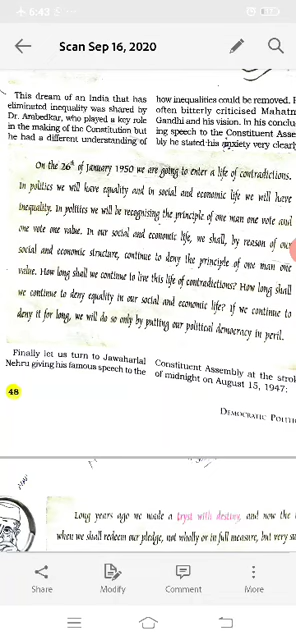 6:43
Scan Sep 16, 2020
This dream of an India that has
eliminated inequality was shared by
Dr. Ambedkar, who played a key role
in the making of the Constitution but
he had a different understanding of
how inequalities could be removed.
often bitterly criticised
Gandhi and his vision. In his
ing speech to the Constituent
bly he stated his anxiety very
On the 26th of January 1950 we are going to enter a life of contradictions.
In politics we will have equality and in social and economic life we will have
inequality. In politics we will be recognising the principle of one man one vote and
one vote one value. In our social and economic life, we shall, by reason of our
social and economic structure, continue to deny the principle of one man one
value. How long shall we continue to live this life of contradictions? How long shall
we continue to deny equality in our social and economic life? If we continue to
deny it for long, we will do so only by putting our political democracy in peril.
Finally let us turn to Jawaharlal
Nehru giving his famous speech to the
Constituent Assembly at the
of midnight on August 15, 1947:
48
DEMOCRATIC
Long years ago we made a tryst with destiny, and now the
when we shall redeem our pledge, not wholly or in full measure, but very
Share
Modify
Comment
More